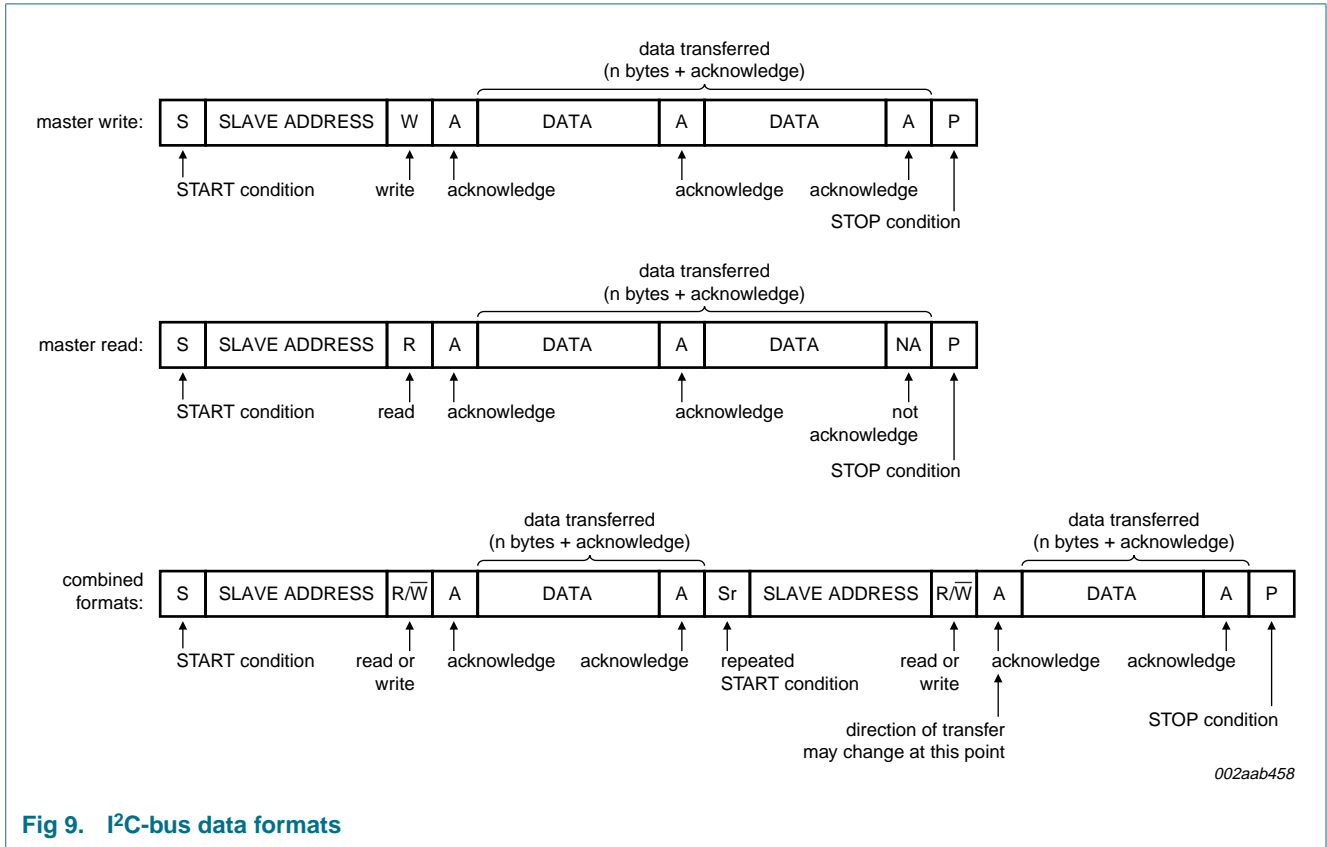 data transferred
(n bytes + acknowledge)
master write: S SLAVE ADDRESS W A DATA A DATA A P
START condition write acknowledge acknowledge acknowledge
STOP condition
data transferred
(n bytes + acknowledge)
master read: S SLAVE ADDRESS R A DATA A DATA NA P
START condition read acknowledge acknowledge not
acknowledge
STOP condition
data transferred data transferred
(n bytes + acknowledge) (n bytes + acknowledge)
combined
formats: S SLAVE ADDRESS R/W̅ A DATA A Sr SLAVE ADDRESS R/W̅ A DATA A P
START condition read or acknowledge acknowledge repeated read or acknowledge acknowledge
write START condition write
direction of transfer STOP condition
may change at this point
002aab458
Fig 9. I²C-bus data formats